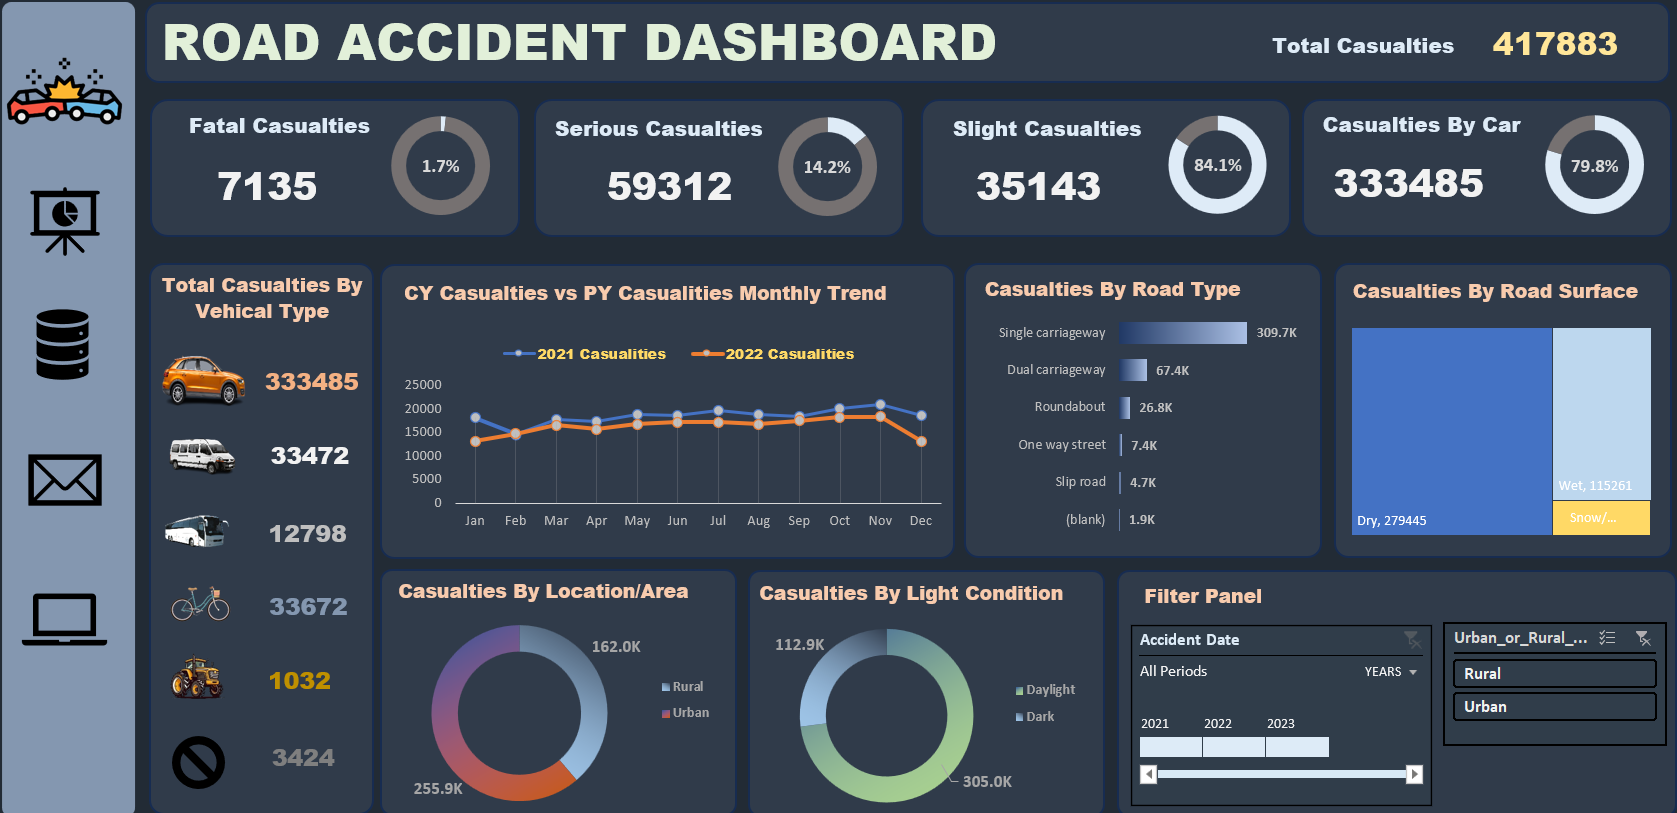 ROAD ACCIDENT DASHBOARD
Total Casualties 417883
Fatal Casualties
7135
1.7%
Serious Casualties
59312
14.2%
Slight Casualties
35143
84.1%
Casualties By Car
333485
79.8%
Total Casualties By
Vehical Type
333485
33472
12798
33672
1032
3424
CY Casualties vs PY Casualities Monthly Trend
2021 Casualities 2022 Casualities
25000
20000
15000
10000
5000
0
Jan Feb Mar Apr May Jun Jul Aug Sep Oct Nov Dec
Casualties By Road Type
Single carriageway 309.7K
Dual carriageway 67.4K
Roundabout 26.8K
One way street 7.4K
Slip road 4.7K
(blank) 1.9K
Casualties By Road Surface
Dry, 279445
Wet, 115261
Snow/...
Casualties By Location/Area
162.0K
255.9K
Rural
Urban
Casualties By Light Condition
112.9K
305.0K
Daylight
Dark
Filter Panel
Accident Date
All Periods YEARS
2021 2022 2023
Urban_or_Rural_...
Rural
Urban